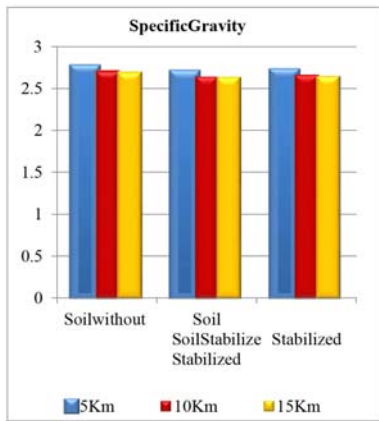 SpecificGravity
3
2.5
2
1.5
1
0.5
0
Soilwithout Soil
SoilStabilize Stabilized
Stabilized
5Km 10Km 15Km